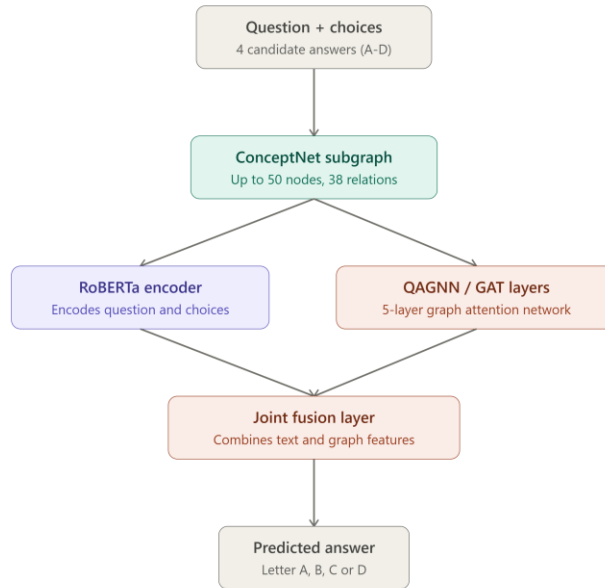 Question + choices
4 candidate answers (A-D)
ConceptNet subgraph
Up to 50 nodes, 38 relations
RoBERTa encoder
Encodes question and choices
QAGNN / GAT layers
5-layer graph attention network
Joint fusion layer
Combines text and graph features
Predicted answer
Letter A, B, C or D